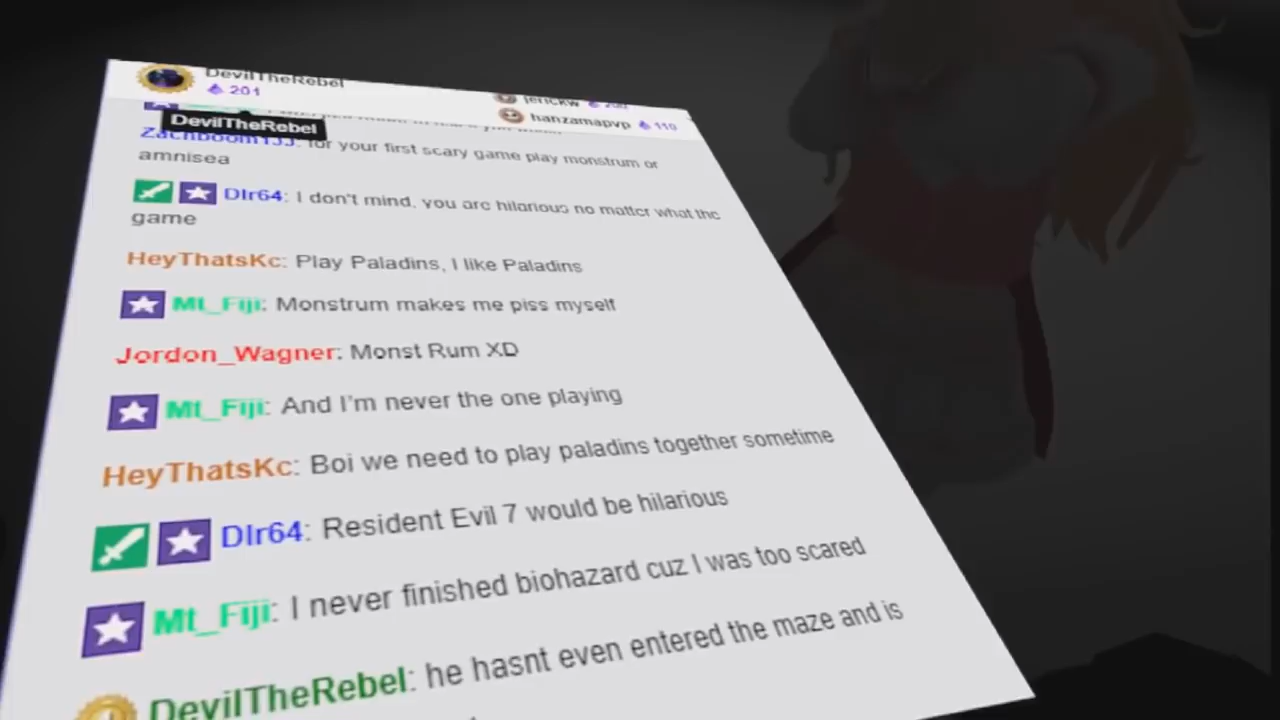 DevilTheRebel
201
jerickw 200
hanzamapvp 110
DevilTheRebel
Zachboom133: for your first scary game play monstrum or
amnisea
Dlr64: I don't mind, you are hilarious no matter what the
game
HeyThatsKc: Play Paladins, I like Paladins
Mt_Fiji: Monstrum makes me piss myself
Jordon_Wagner: Monst Rum XD
Mt_Fiji: And I'm never the one playing
HeyThatsKc: Boi we need to play paladins together sometime
Dlr64: Resident Evil 7 would be hilarious
Mt_Fiji: I never finished biohazard cuz I was too scared
DevilTheRebel: he hasnt even entered the maze and is